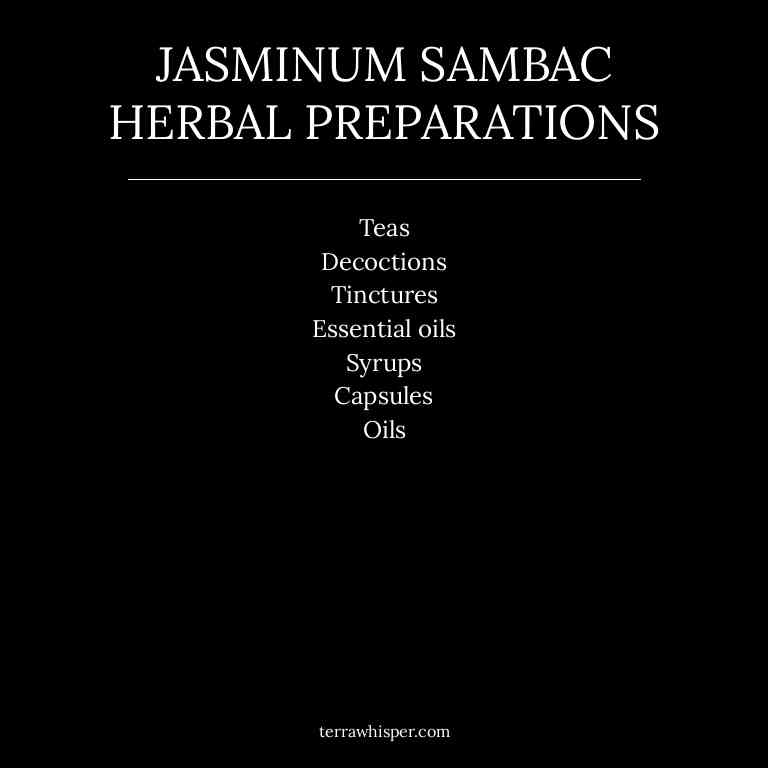 JASMINUM SAMBAC
HERBAL PREPARATIONS
Teas
Decoctions
Tinctures
Essential oils
Syrups
Capsules
Oils
terrawhisper.com